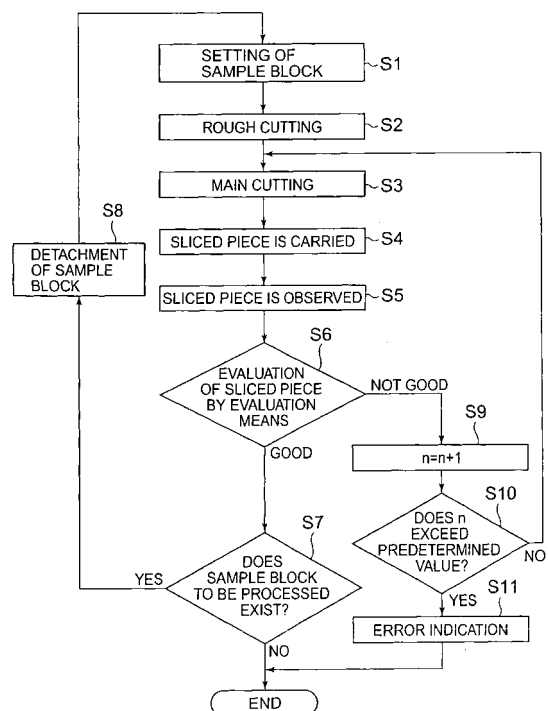 SETTING OF
SAMPLE BLOCK
S1
ROUGH CUTTING
S2
MAIN CUTTING
S3
S8
DETACHMENT
OF SAMPLE
BLOCK
SLICED PIECE IS CARRIED
S4
SLICED PIECE IS OBSERVED
S5
S6
EVALUATION
OF SLICED PIECE
BY EVALUATION
MEANS
NOT GOOD
GOOD
S9
n=n+1
S10
DOES n
EXCEED
PREDETERMINED
VALUE?
NO
YES
S7
DOES
SAMPLE BLOCK
TO BE PROCESSED
EXIST?
YES
NO
S11
ERROR INDICATION
END